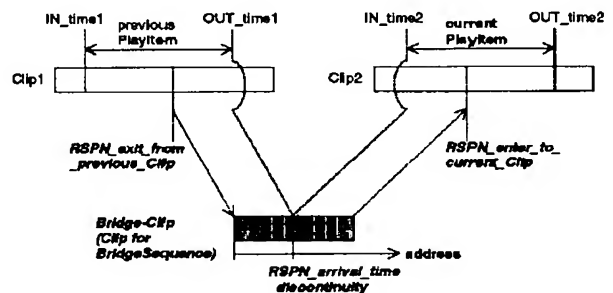 IN_time1
previous
PlayItem
OUT_time1
IN_time2
current
PlayItem
OUT_time2
Clip1
Clip2
RSPN_exit_from
_previous_Clip
RSPN_enter_to_
current_Clip
Bridge-Clip
(Clip for
BridgeSequence)
address
RSPN_arrival_time
discontinuity